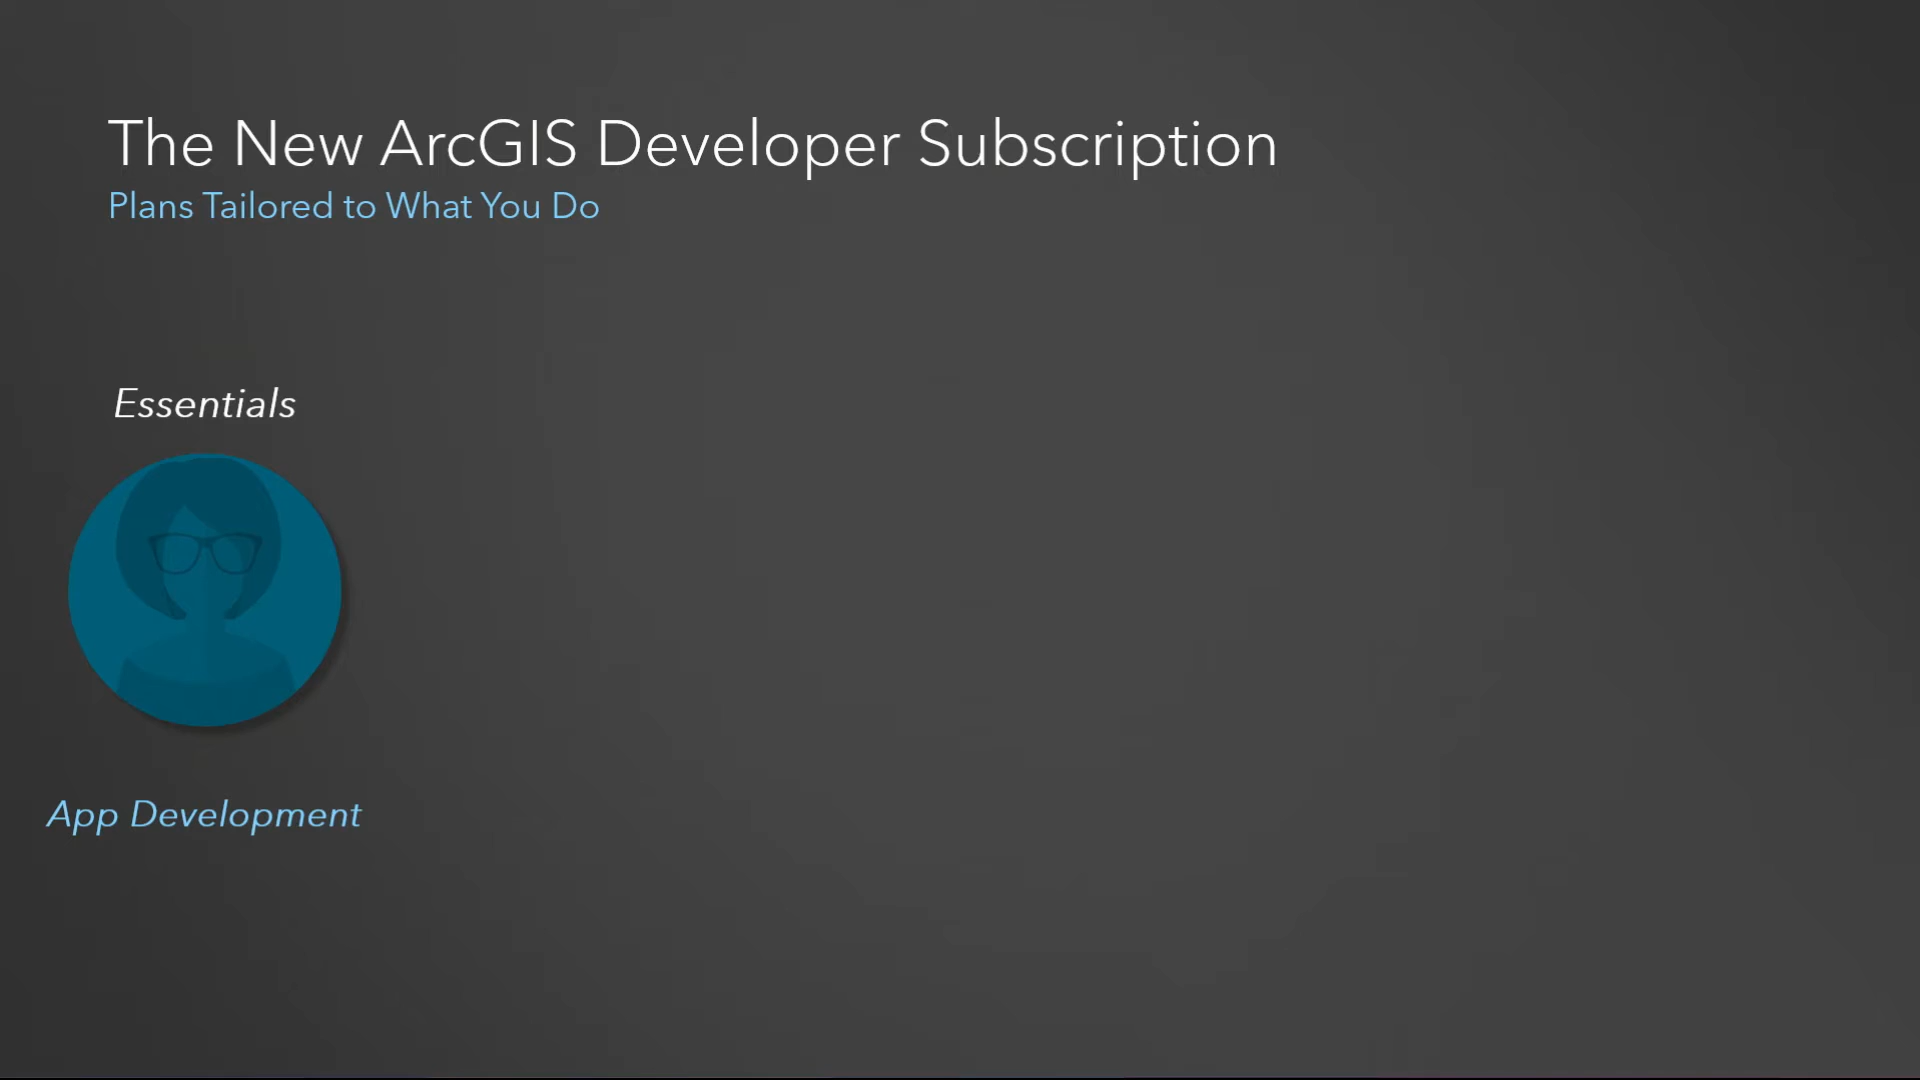 The New ArcGIS Developer Subscription
Plans Tailored to What You Do
Essentials
App Development